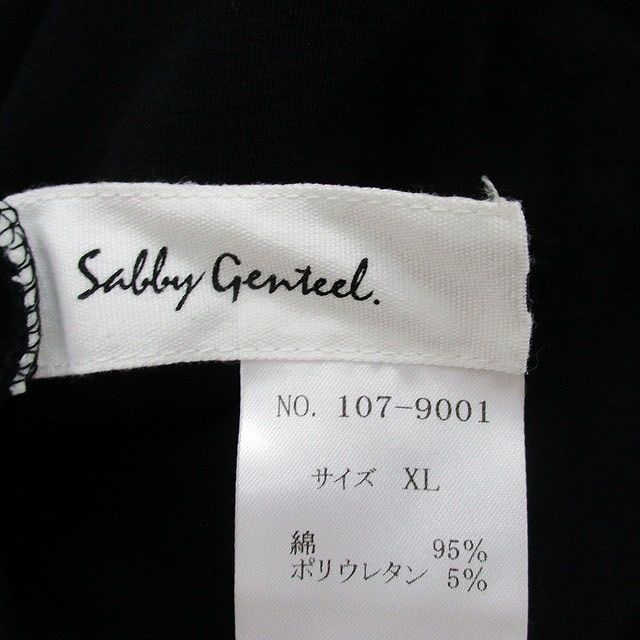 Sabby Genteel.
NO. 107-9001
サイズ XL
綿 95%
ポリウレタン 5%